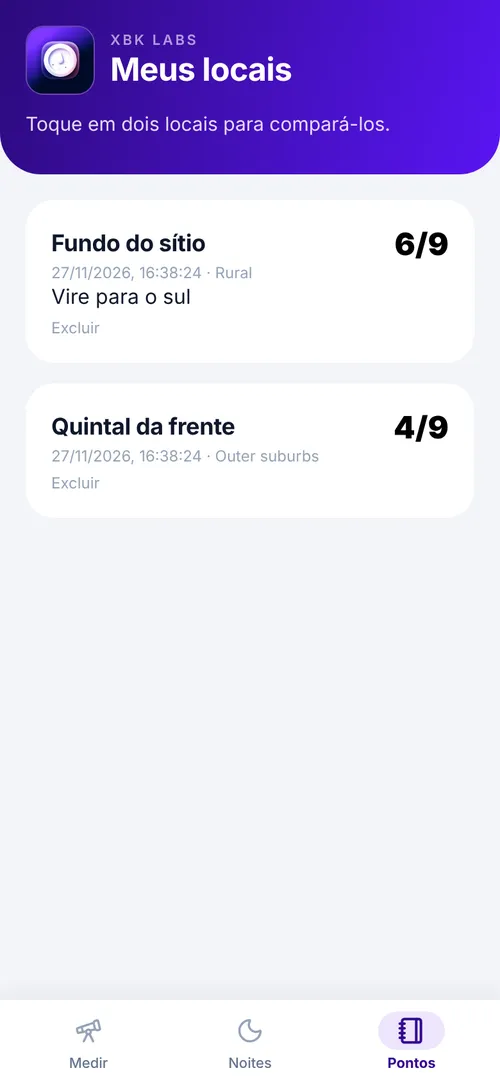 XBK LABS
Meus locais
Toque em dois locais para compará-los.
Fundo do sítio
6/9
27/11/2026, 16:38:24 · Rural
Vire para o sul
Excluir
Quintal da frente
4/9
27/11/2026, 16:38:24 · Outer suburbs
Excluir
Medir
Noites
Pontos